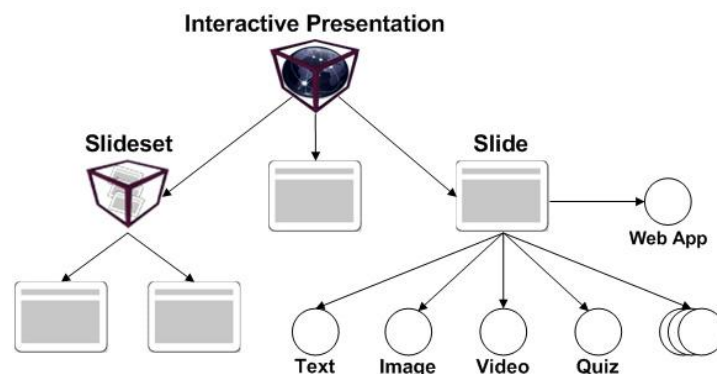 Interactive Presentation
Slideset
Slide
Web App
Text
Image
Video
Quiz